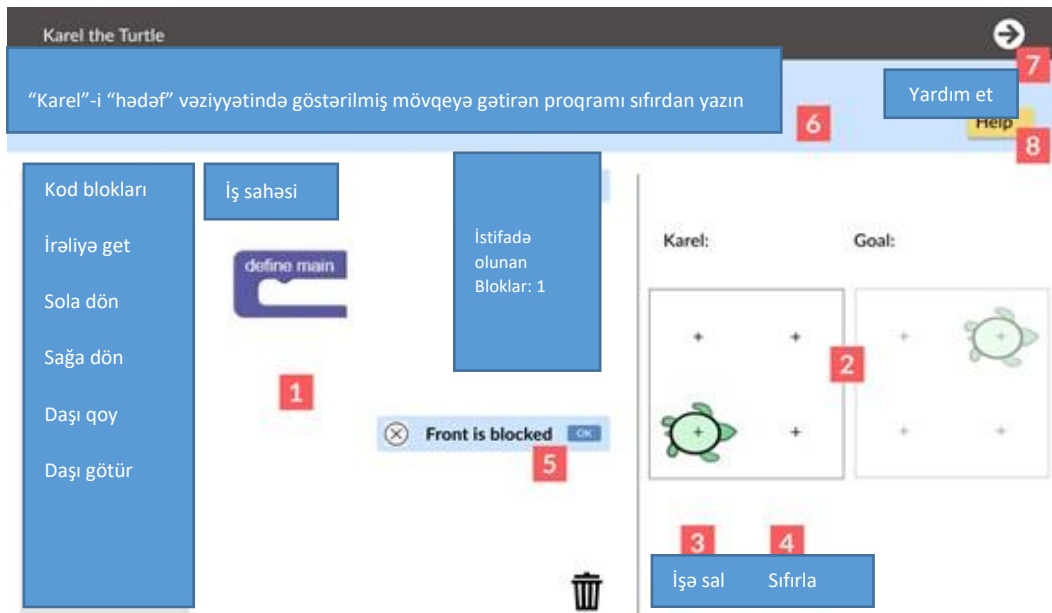 Karel the Turtle
7
“Karel”-i “hədəf” vəziyyətində göstərilmiş mövqeyə gətirən proqramı sıfırdan yazın
Yardım et
6
Help
8
Kod blokları
İrəliyə get
Sola dön
Sağa dön
Daşı qoy
Daşı götür
İş sahəsi
define main
1
İstifadə
olunan
Bloklar: 1
Front is blocked OK
5
Karel:
Goal:
2
3
4
İşə sal
Sıfırla